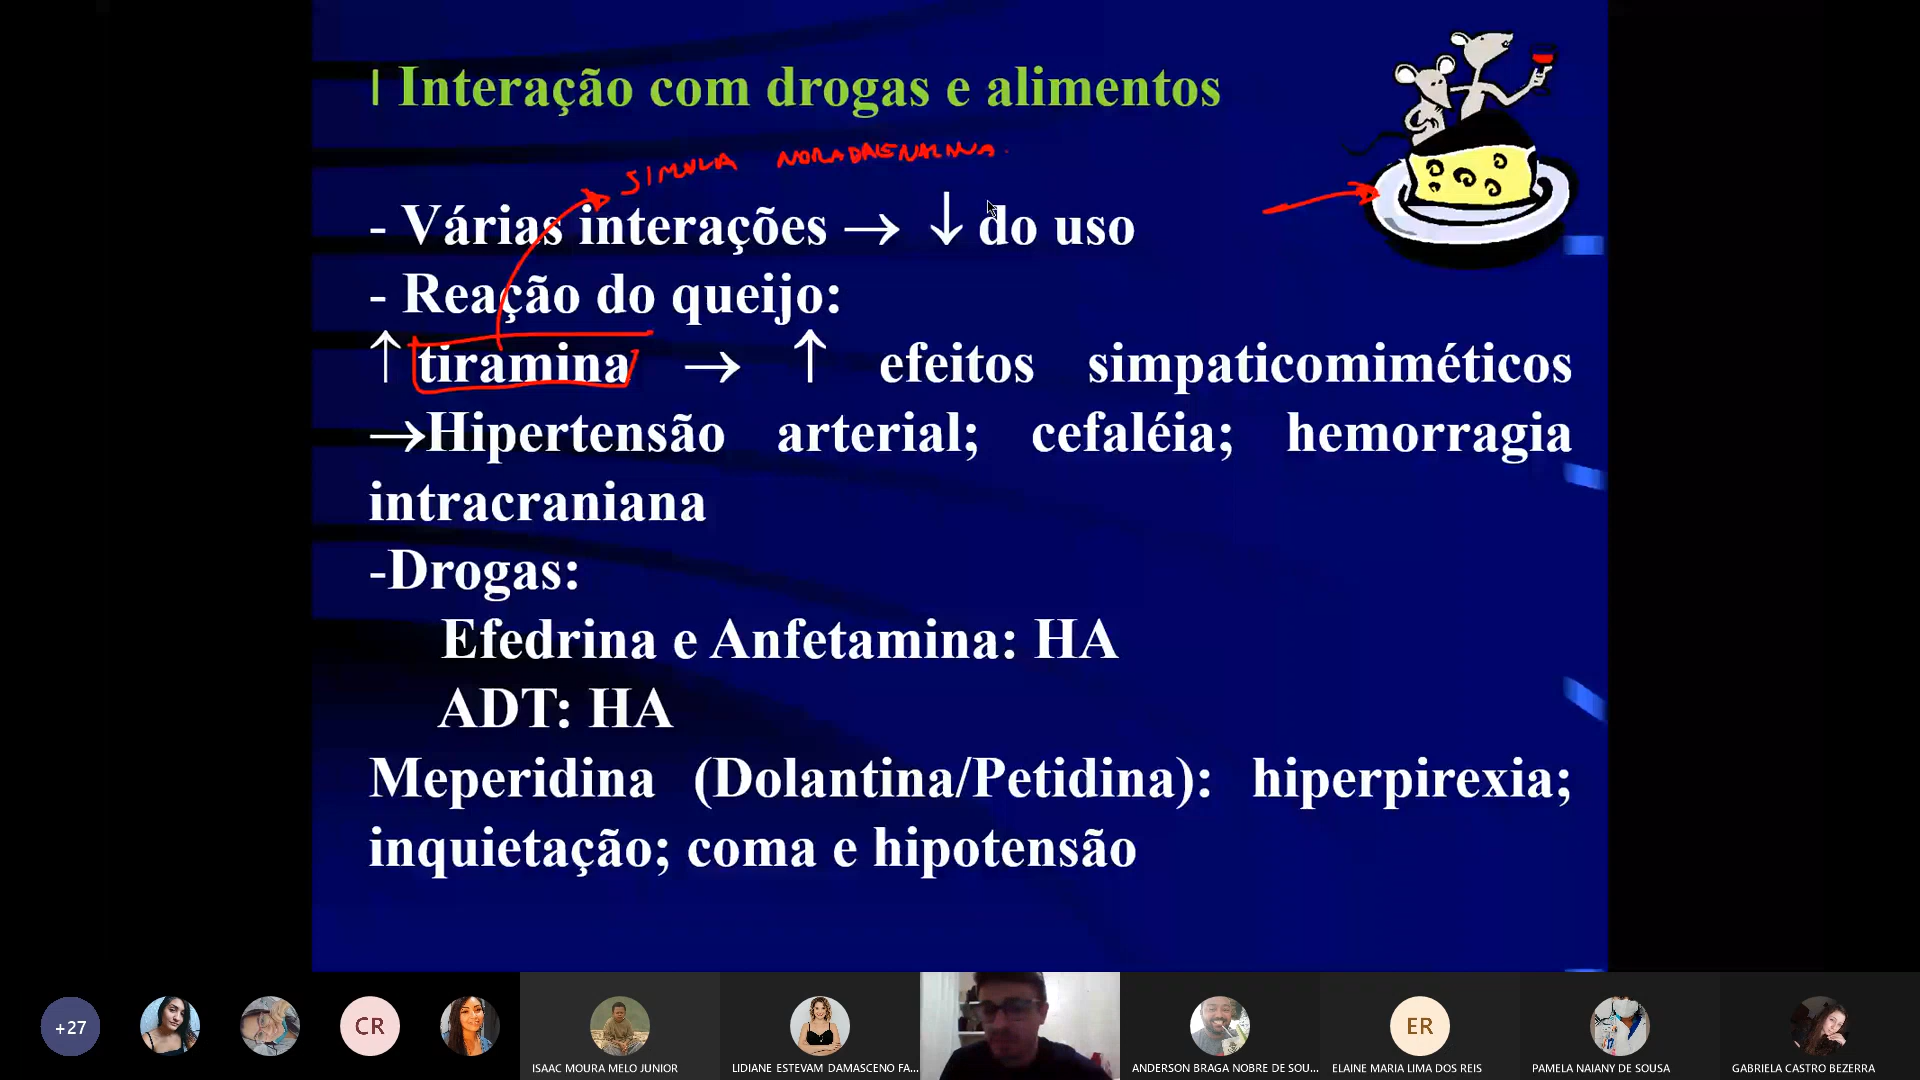 | Interação com drogas e alimentos
SIMULA NORADRENALINA.
- Várias interações → ↓ do uso
- Reação do queijo:
↑ tiramina → ↑ efeitos simpaticomiméticos
→Hipertensão arterial; cefaléia; hemorragia
intracraniana
-Drogas:
Efedrina e Anfetamina: HA
ADT: HA
Meperidina (Dolantina/Petidina): hiperpirexia;
inquietação; coma e hipotensão
+27
CR
ER
ISAAC MOURA MELO JUNIOR
LIDIANE ESTEVAM DAMASCENO FA...
ANDERSON BRAGA NOBRE DE SOU...
ELAINE MARIA LIMA DOS REIS
PAMELA NAIANY DE SOUSA
GABRIELA CASTRO BEZERRA